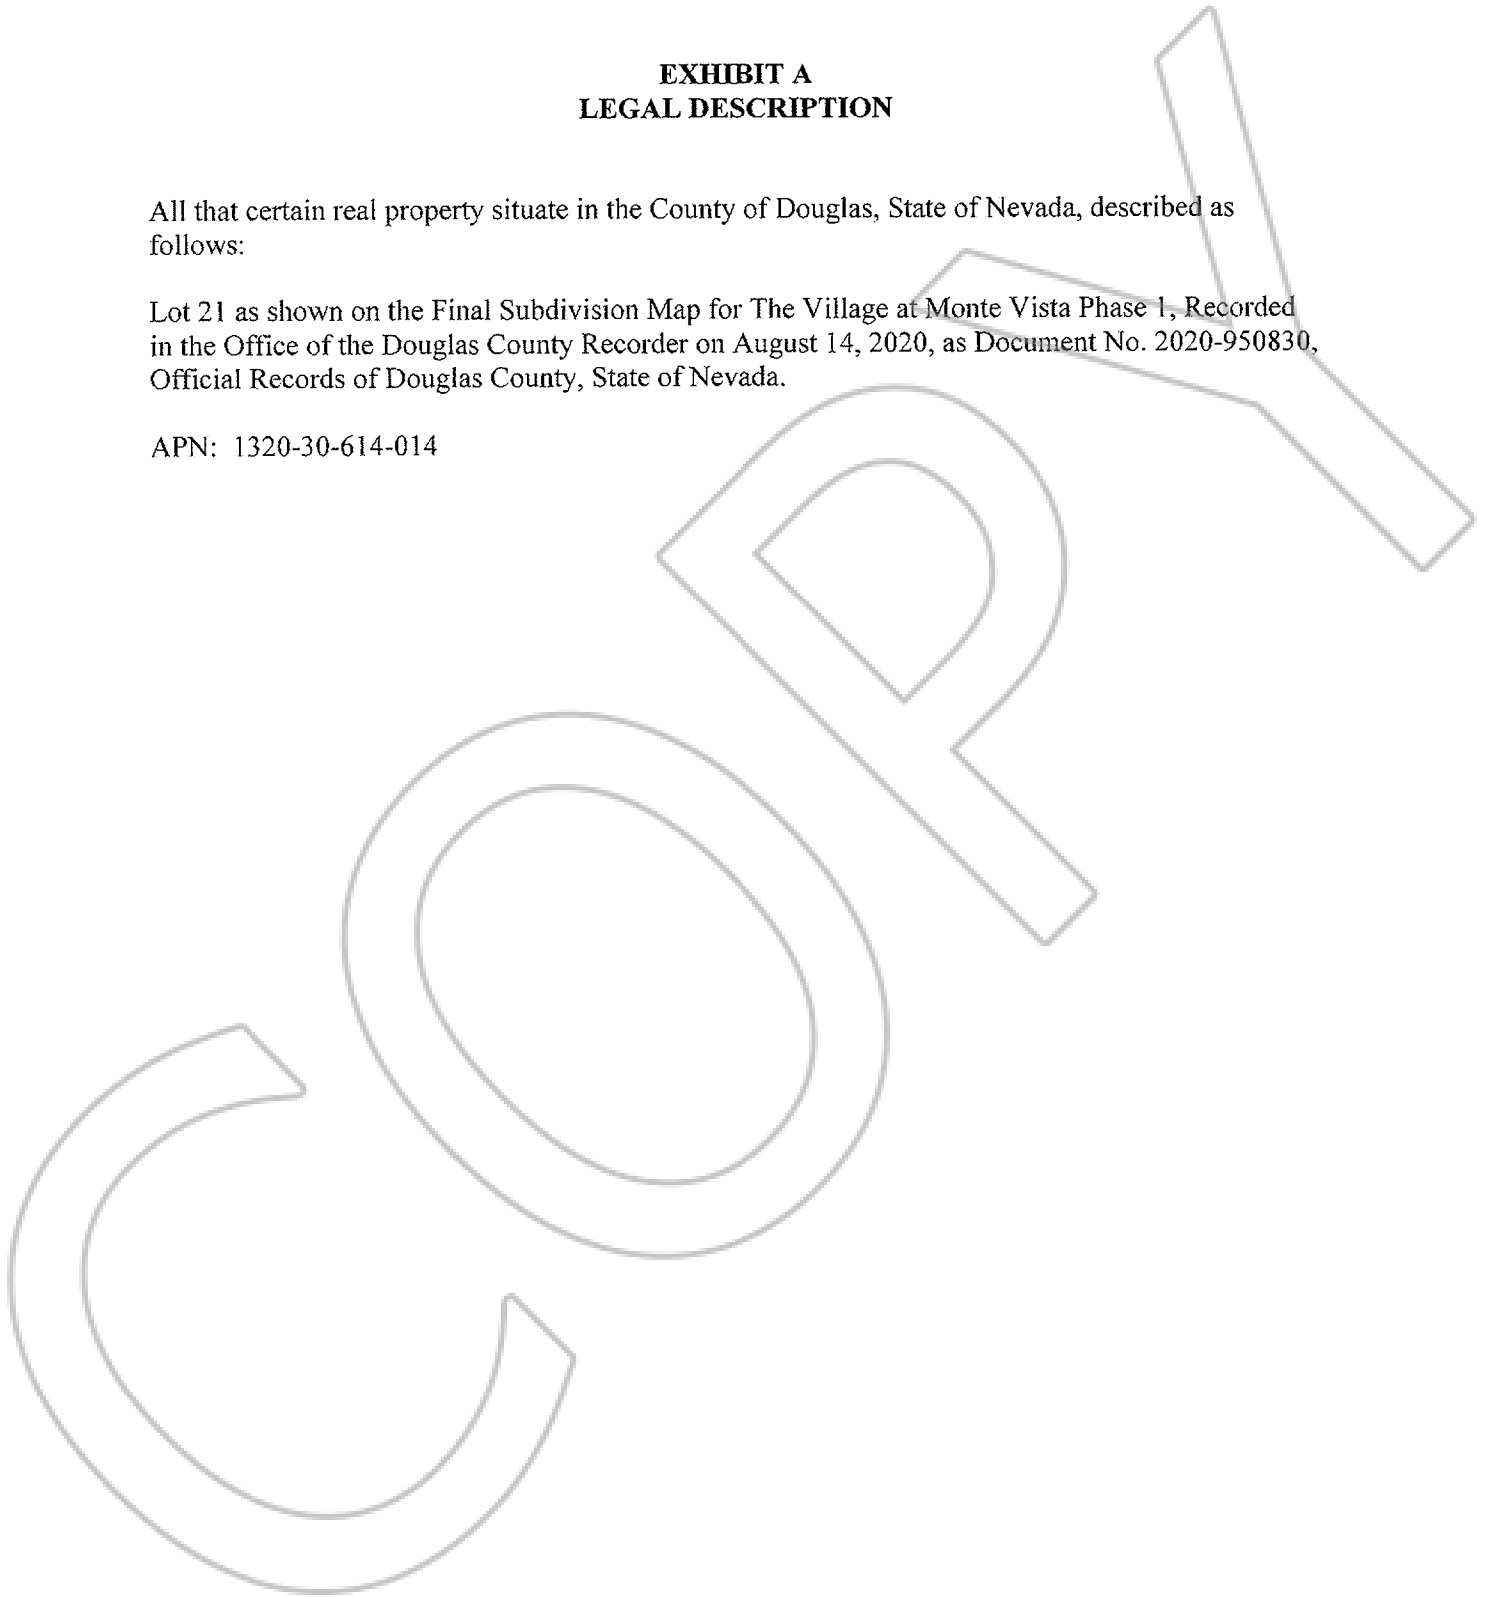 EXHIBIT A
LEGAL DESCRIPTION
All that certain real property situate in the County of Douglas, State of Nevada, described as
follows:
Lot 21 as shown on the Final Subdivision Map for The Village at Monte Vista Phase 1, Recorded
in the Office of the Douglas County Recorder on August 14, 2020, as Document No. 2020-950830,
Official Records of Douglas County, State of Nevada.
APN: 1320-30-614-014
COPY